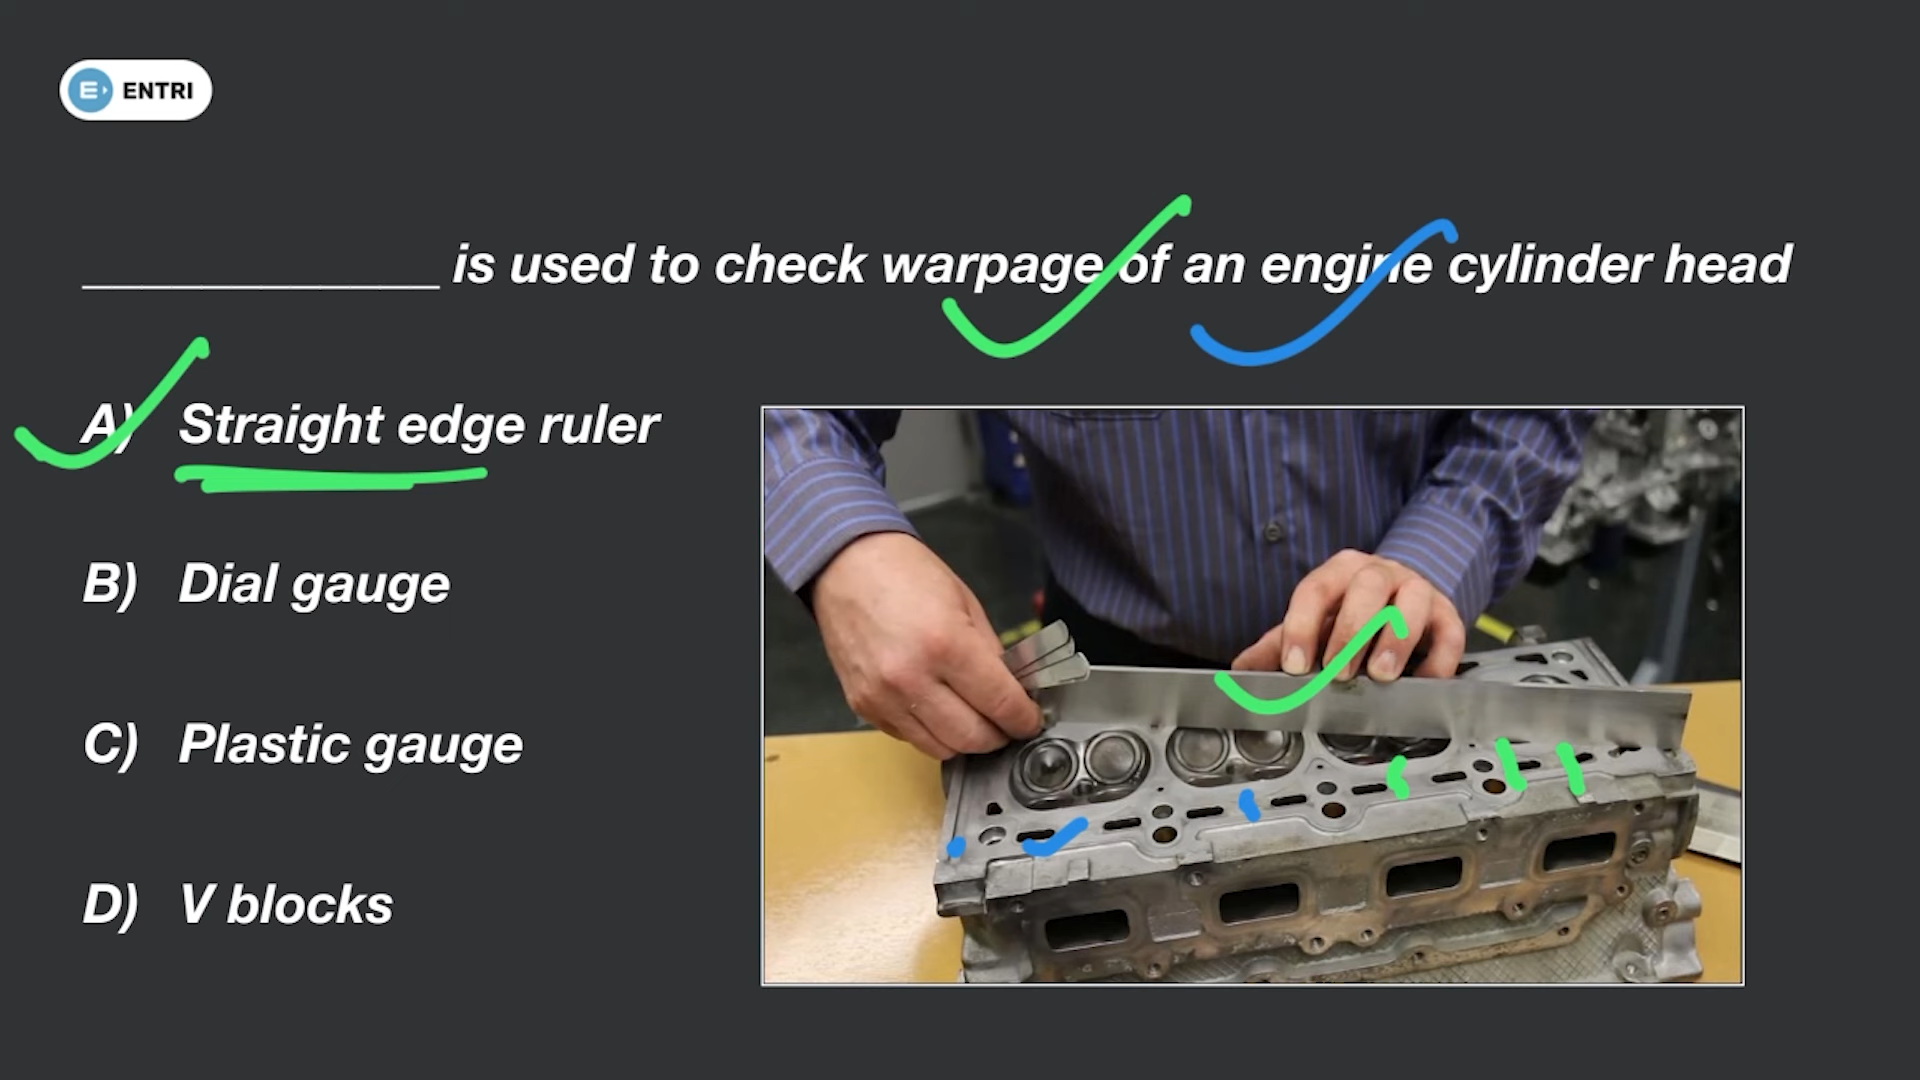 ENTRI
______________ is used to check warpage of an engine cylinder head
A) Straight edge ruler
B) Dial gauge
C) Plastic gauge
D) V blocks